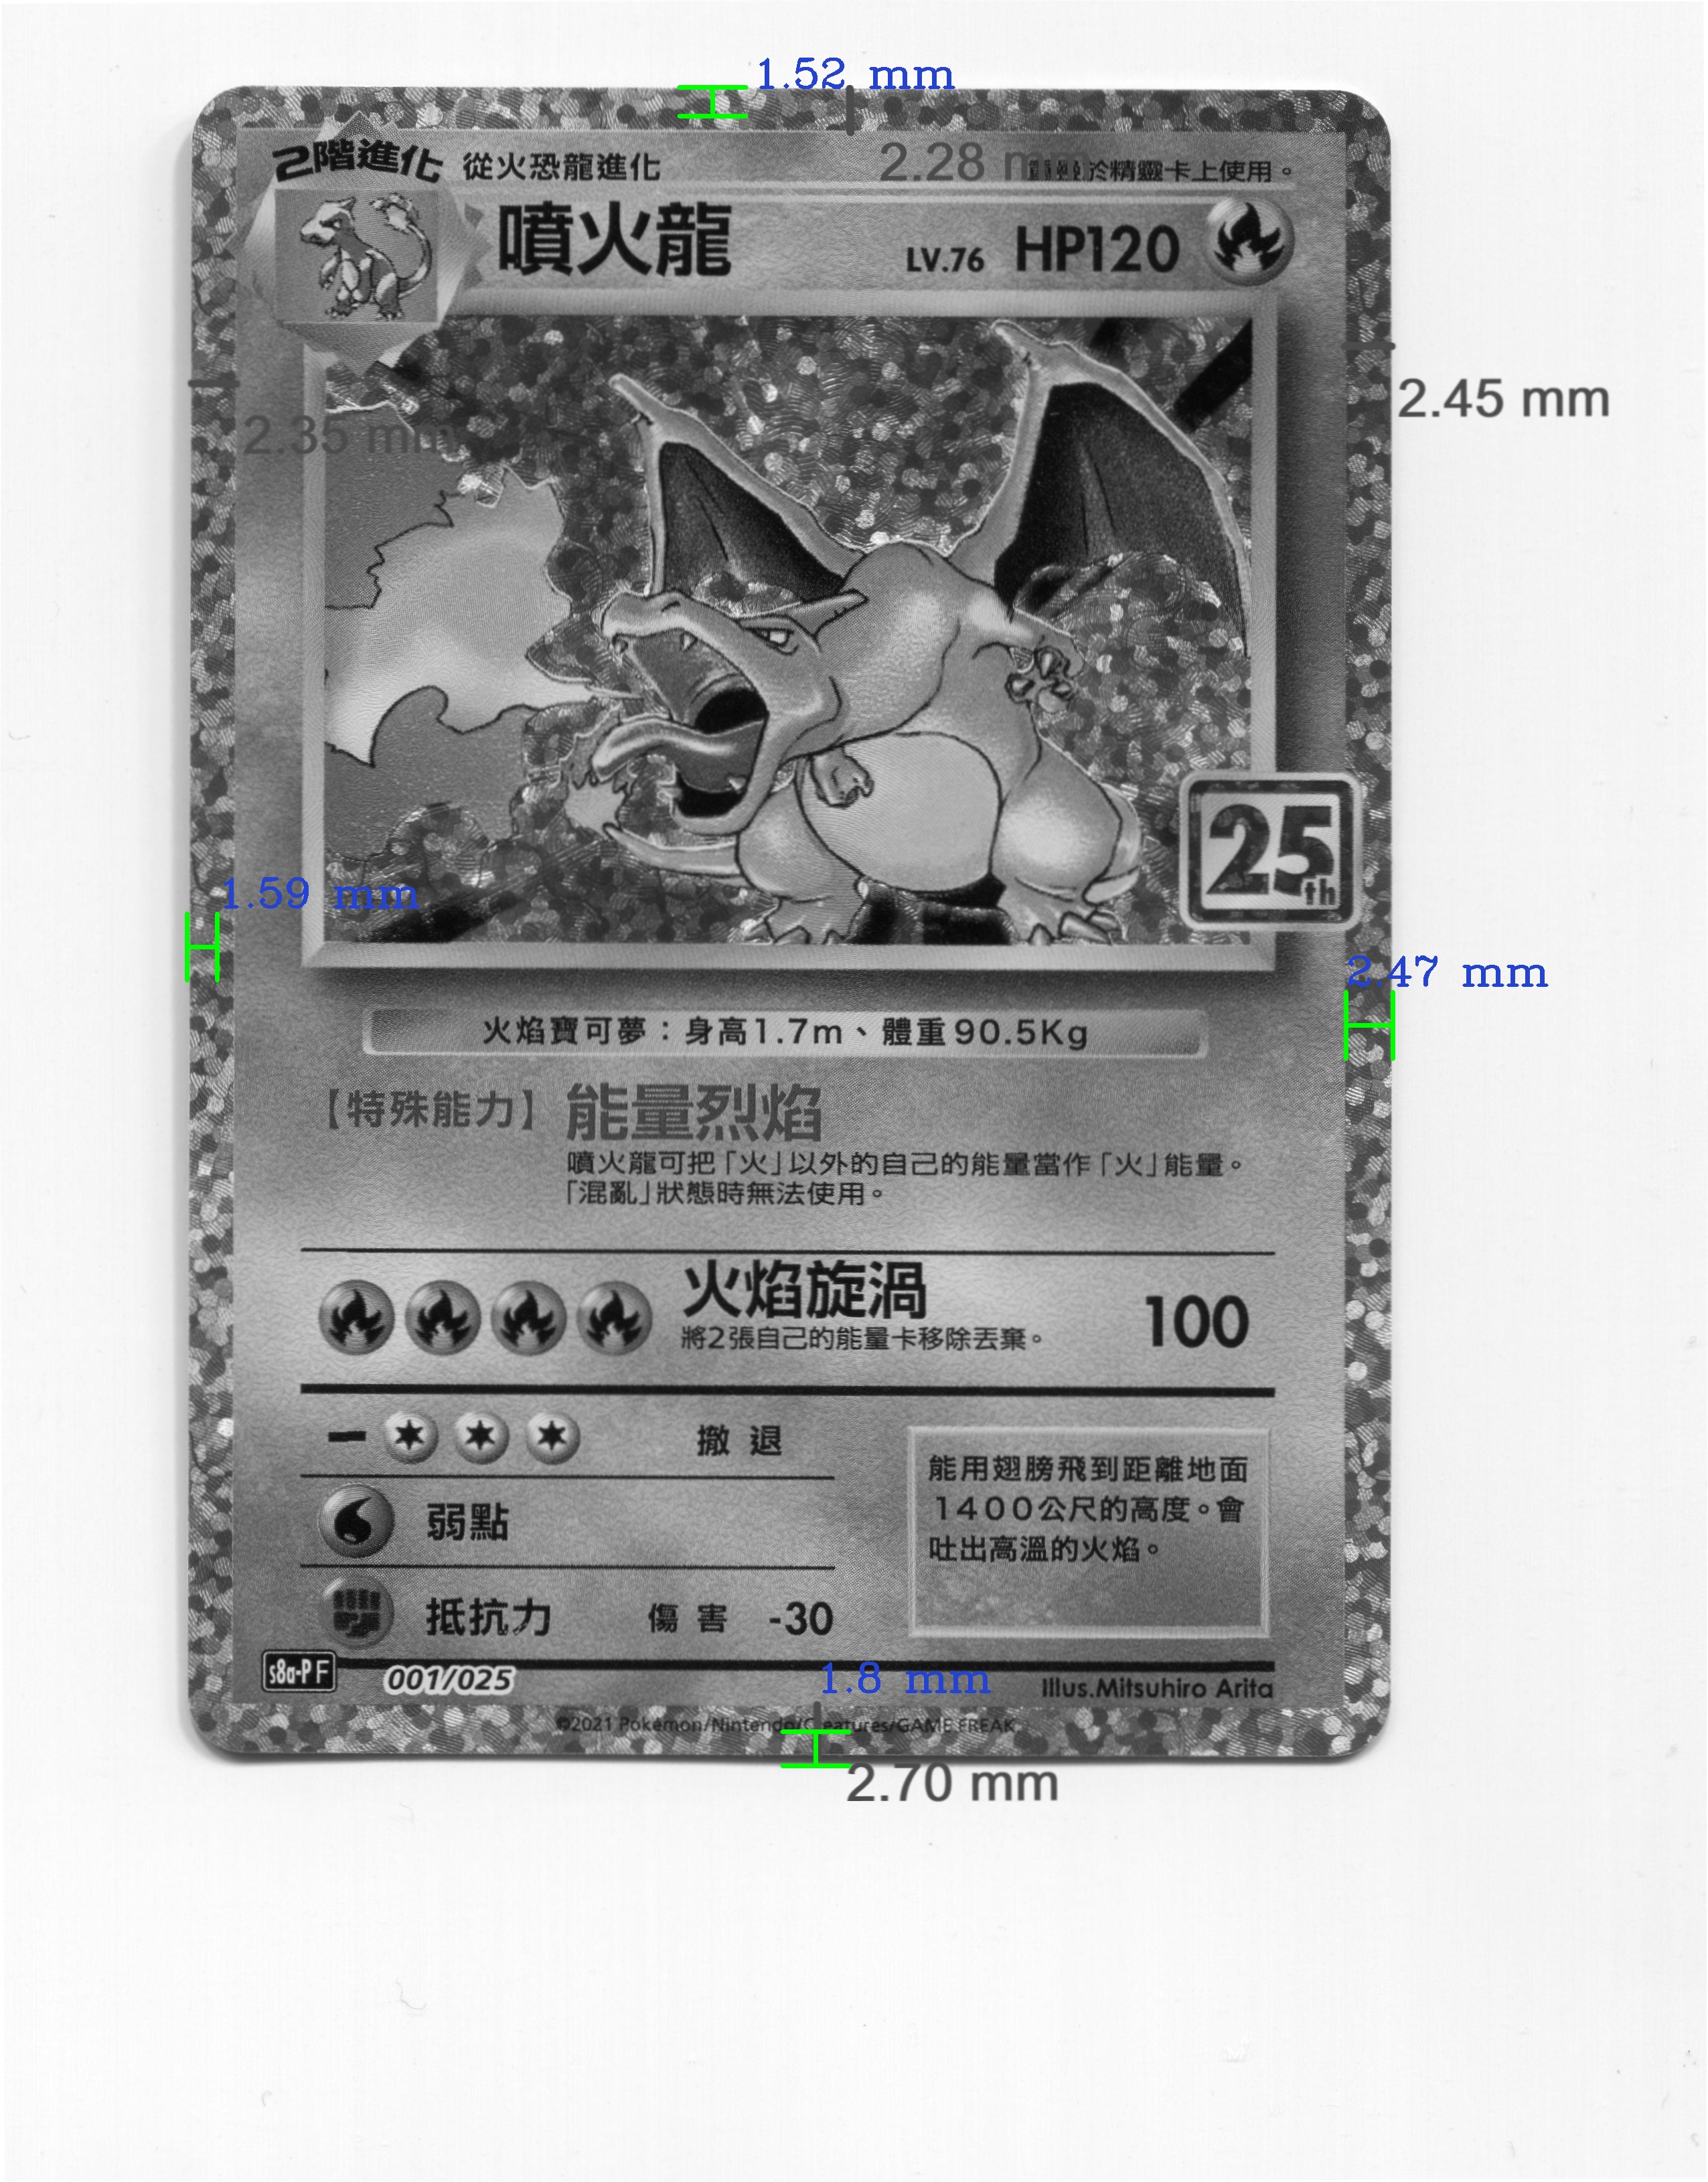 1.52 mm
2階進化 從火恐龍進化
2.28 m
於精靈卡上使用。
噴火龍 LV.76 HP120
2.45 mm
2.35 mm
25th
1.59 mm
2.47 mm
火焰寶可夢：身高1.7m、體重90.5Kg
【特殊能力】 能量烈焰
噴火龍可把「火」以外的自己的能量當作「火」能量。
「混亂」狀態時無法使用。
火焰旋渦 100
將2張自己的能量卡移除丟棄。
撤退
弱點
抵抗力 傷害 -30
能用翅膀飛到距離地面
1400公尺的高度。會
吐出高溫的火焰。
s8a-P F 001/025
1.8 mm
Illus.Mitsuhiro Arita
©2021 Pokémon/Nintendo/Creatures/GAME FREAK
2.70 mm